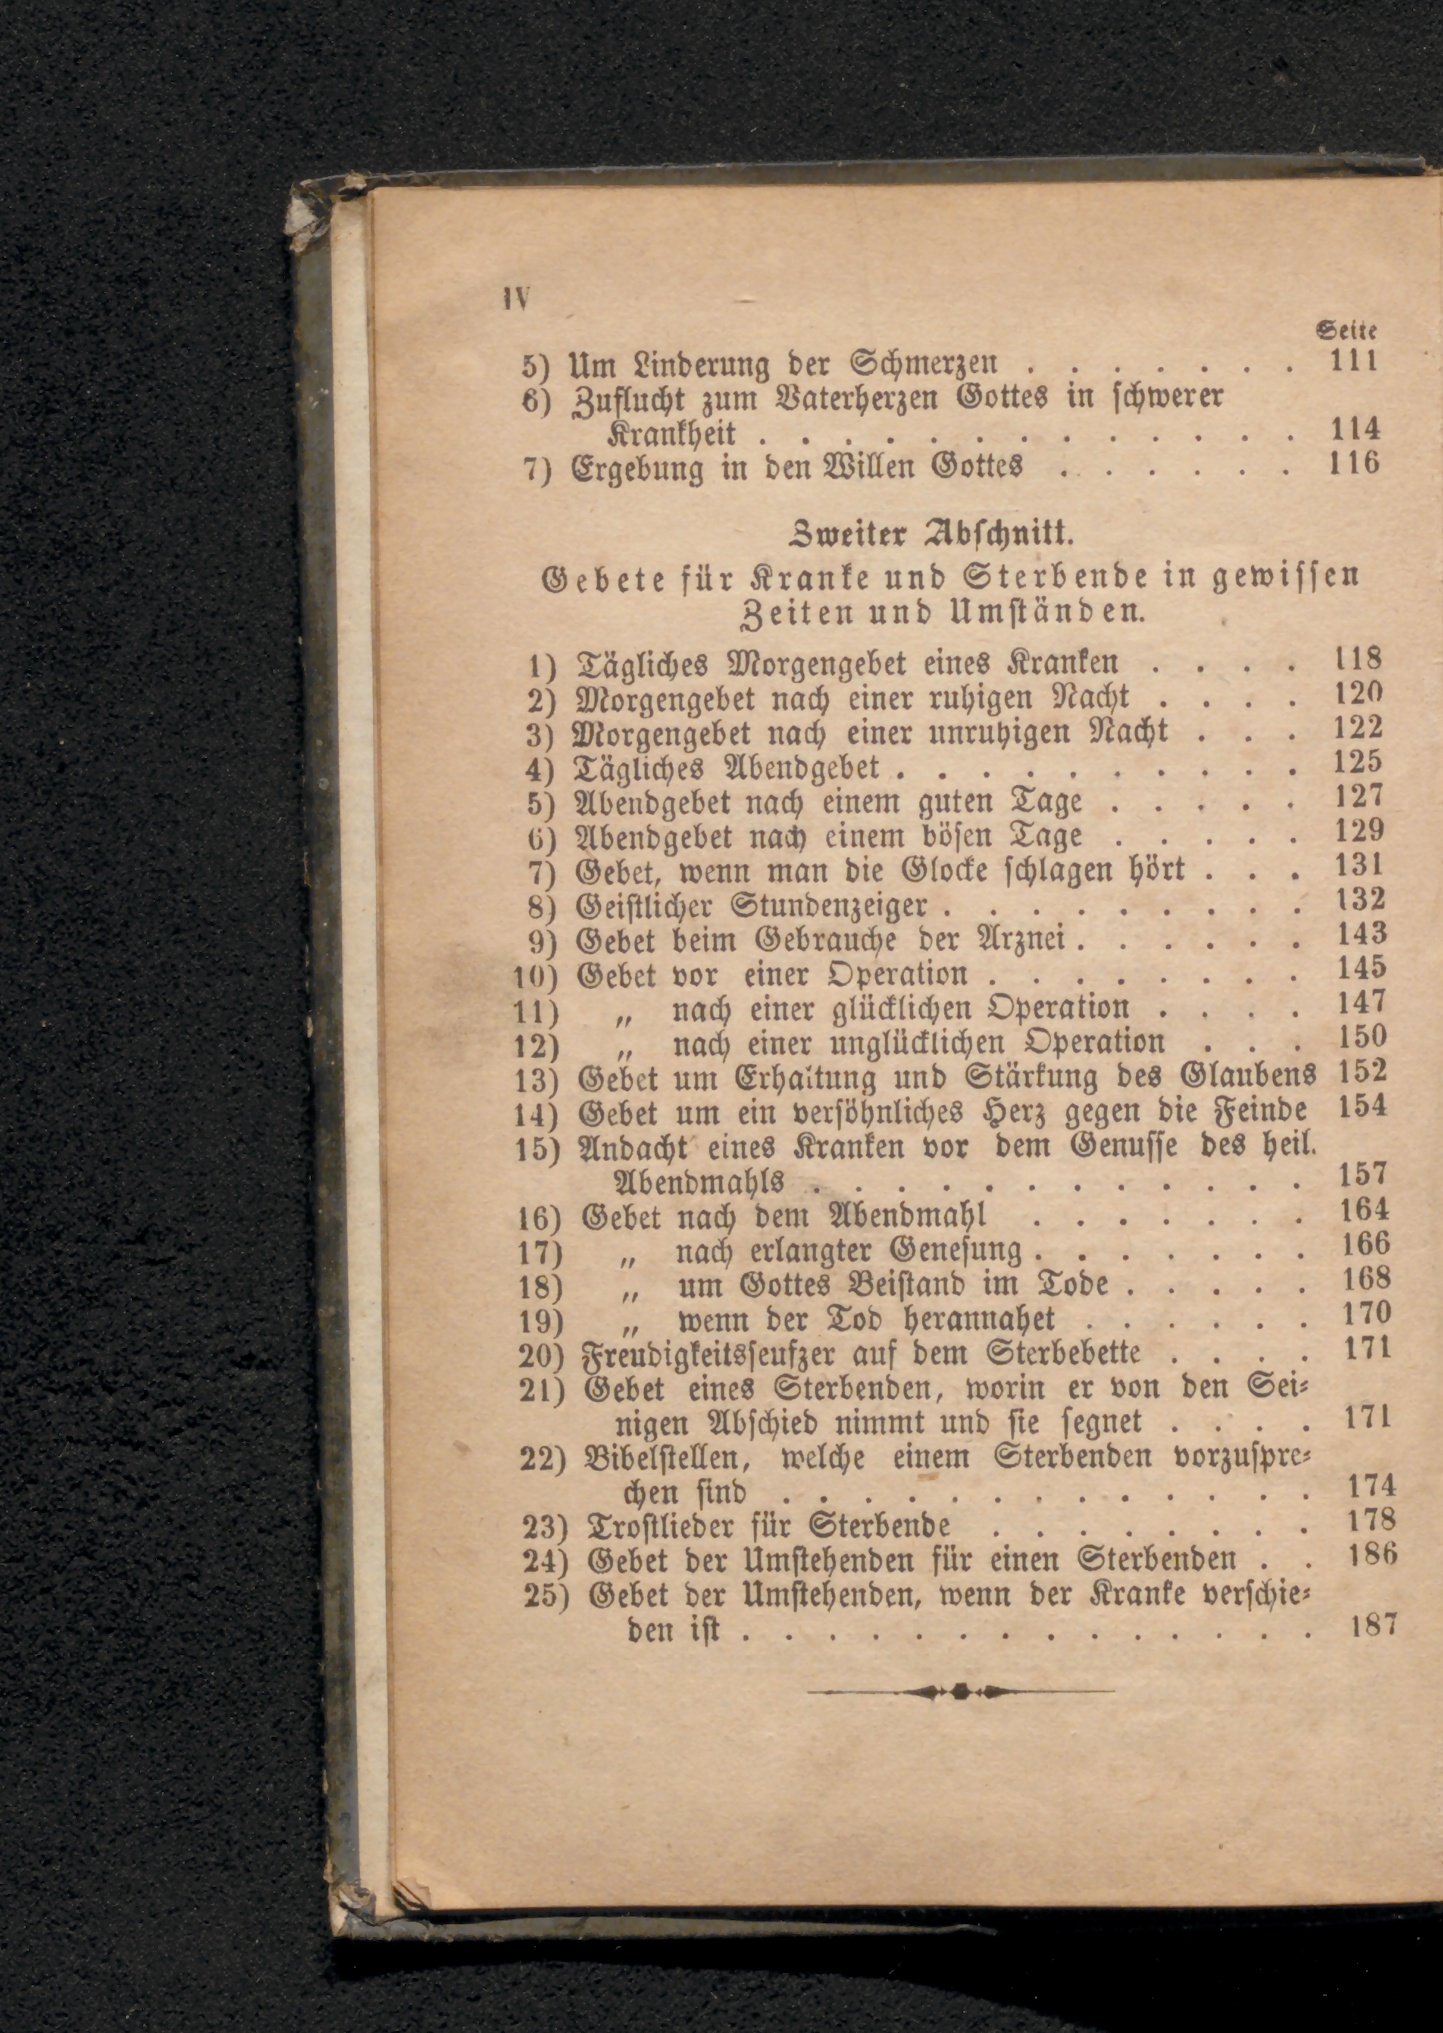 IV
Seite
5) Um Linderung der Schmerzen . . . . . . . 111
6) Zuflucht zum Vaterherzen Gottes in ſchwerer
Krankheit . . . . . . . . . . . . . 114
7) Ergebung in den Willen Gottes . . . . . . 116
Zweiter Abſchnitt.
Gebete für Kranke und Sterbende in gewiſſen
Zeiten und Umſtänden.
1) Tägliches Morgengebet eines Kranken . . . . 118
2) Morgengebet nach einer ruhigen Nacht . . . . 120
3) Morgengebet nach einer unruhigen Nacht . . . 122
4) Tägliches Abendgebet . . . . . . . . . . 125
5) Abendgebet nach einem guten Tage . . . . . 127
6) Abendgebet nach einem böſen Tage . . . . . 129
7) Gebet, wenn man die Glocke ſchlagen hört . . . 131
8) Geiſtlicher Stundenzeiger . . . . . . . . . 132
9) Gebet beim Gebrauche der Arznei . . . . . . 143
10) Gebet vor einer Operation . . . . . . . . 145
11) „ nach einer glücklichen Operation . . . . 147
12) „ nach einer unglücklichen Operation . . . 150
13) Gebet um Erhaltung und Stärkung des Glaubens 152
14) Gebet um ein verſöhnliches Herz gegen die Feinde 154
15) Andacht eines Kranken vor dem Genuſſe des heil.
Abendmahls . . . . . . . . . . . . 157
16) Gebet nach dem Abendmahl . . . . . . . 164
17) „ nach erlangter Geneſung . . . . . . . 166
18) „ um Gottes Beiſtand im Tode . . . . . 168
19) „ wenn der Tod herannahet . . . . . . 170
20) Freudigkeitsſeufzer auf dem Sterbebette . . . . 171
21) Gebet eines Sterbenden, worin er von den Sei⸗
nigen Abſchied nimmt und ſie ſegnet . . . . 171
22) Bibelſtellen, welche einem Sterbenden vorzuſpre⸗
chen ſind . . . . . . . . . . . . . 174
23) Troſtlieder für Sterbende . . . . . . . . 178
24) Gebet der Umſtehenden für einen Sterbenden . . 186
25) Gebet der Umſtehenden, wenn der Kranke verſchie⸗
den iſt . . . . . . . . . . . . . . 187